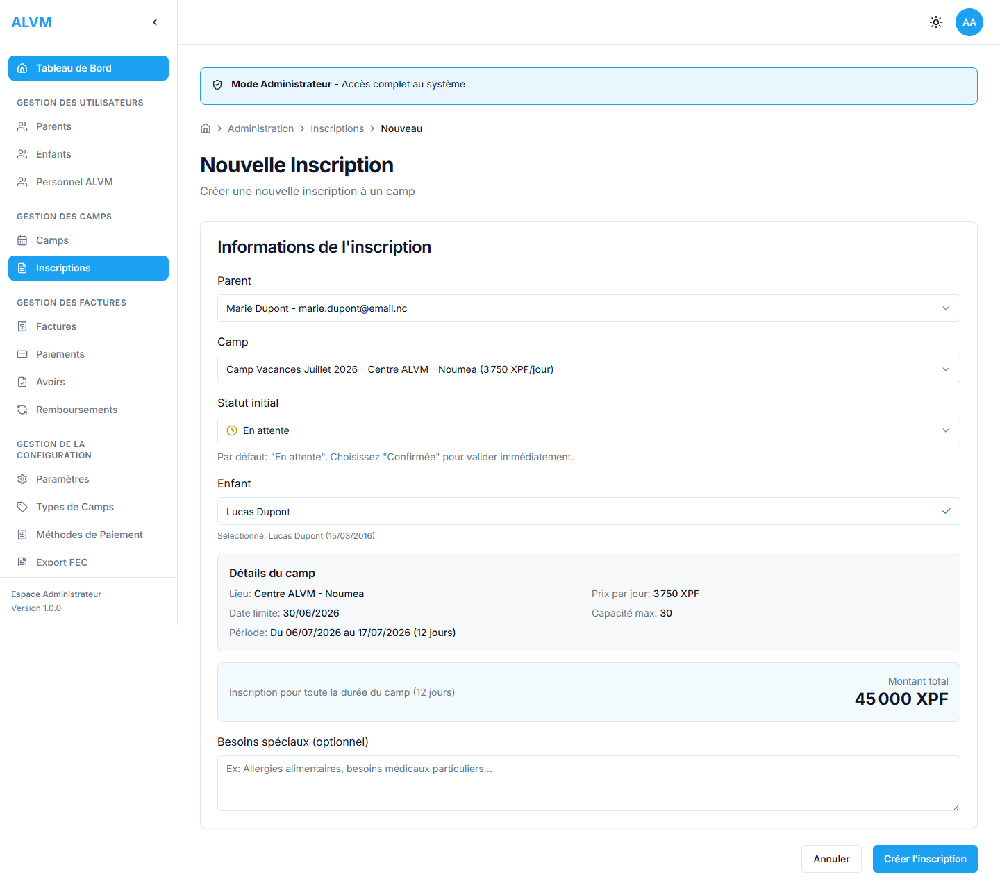 ALVM
AA
Tableau de Bord
GESTION DES UTILISATEURS
Parents
Enfants
Personnel ALVM
GESTION DES CAMPS
Camps
Inscriptions
GESTION DES FACTURES
Factures
Paiements
Avoirs
Remboursements
GESTION DE LA
CONFIGURATION
Paramètres
Types de Camps
Méthodes de Paiement
Export FEC
Espace Administrateur
Version 1.0.0
Mode Administrateur - Accès complet au système
Administration > Inscriptions > Nouveau
Nouvelle Inscription
Créer une nouvelle inscription à un camp
Informations de l'inscription
Parent
Marie Dupont - marie.dupont@email.nc
Camp
Camp Vacances Juillet 2026 - Centre ALVM - Noumea (3 750 XPF/jour)
Statut initial
En attente
Par défaut: "En attente". Choisissez "Confirmée" pour valider immédiatement.
Enfant
Lucas Dupont
Sélectionné: Lucas Dupont (15/03/2016)
Détails du camp
Lieu: Centre ALVM - Noumea
Prix par jour: 3 750 XPF
Date limite: 30/06/2026
Capacité max: 30
Période: Du 06/07/2026 au 17/07/2026 (12 jours)
Inscription pour toute la durée du camp (12 jours)
Montant total
45 000 XPF
Besoins spéciaux (optionnel)
Ex: Allergies alimentaires, besoins médicaux particuliers...
Annuler
Créer l'inscription